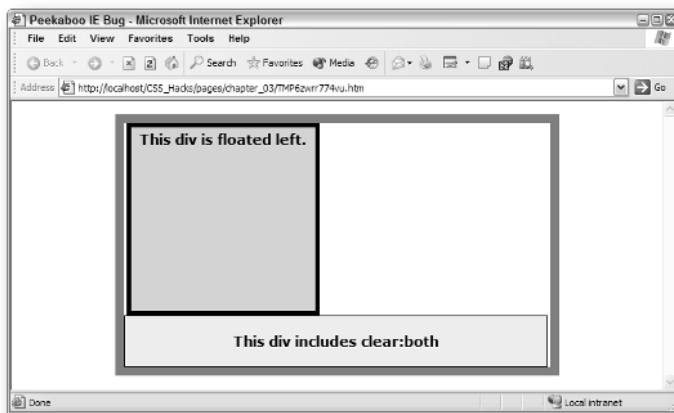 Peekaboo IE Bug - Microsoft Internet Explorer
File Edit View Favorites Tools Help
Back Search Favorites Media
Address http://localhost/CSS_Hacks/pages/chapter_03/TMP6zwrr774vu.htm Go
This div is floated left.
This div includes clear:both
Done Local intranet